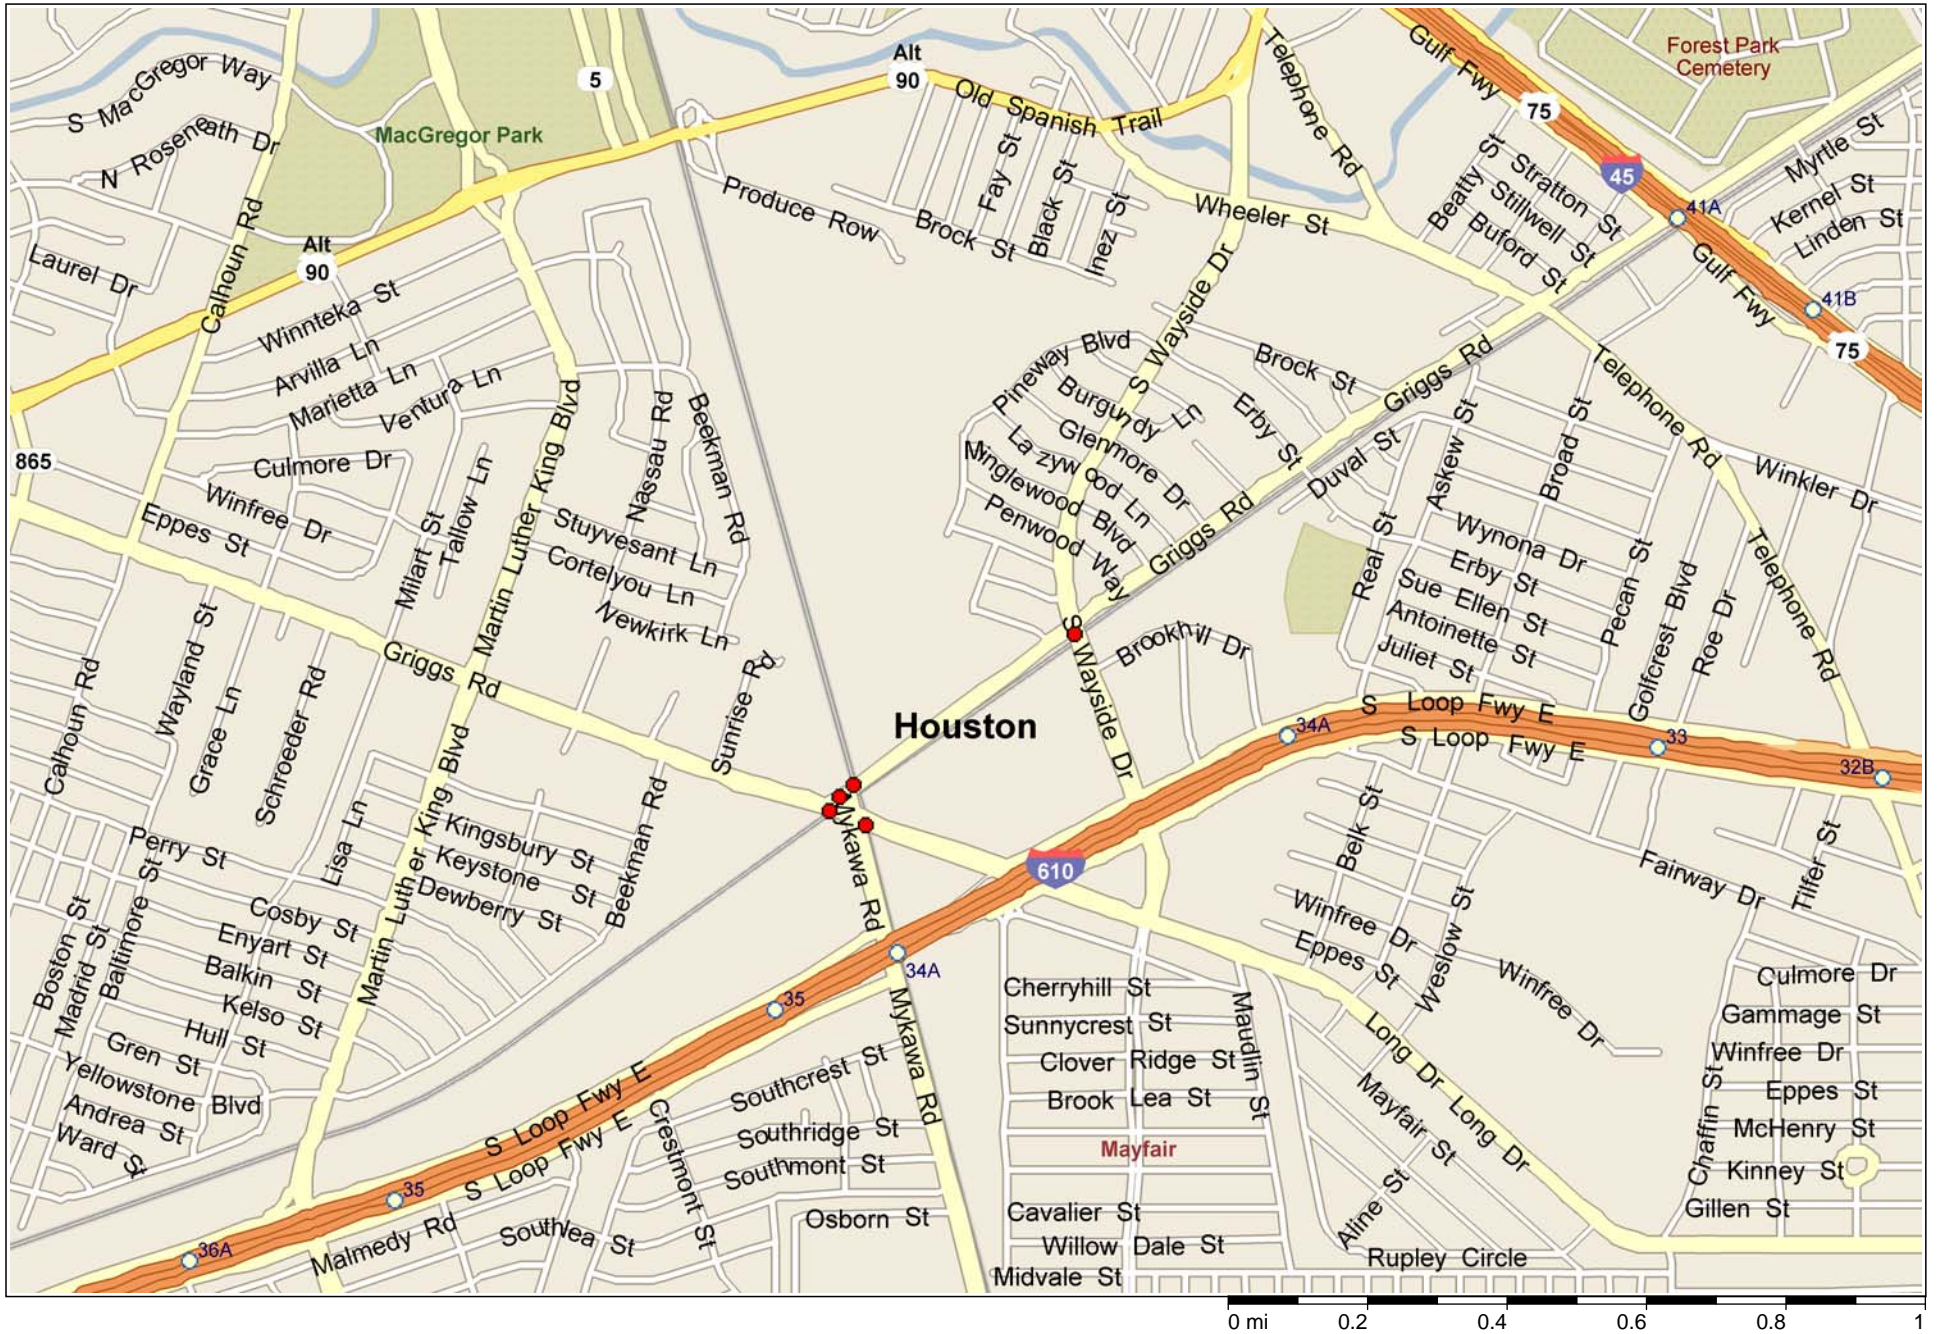 S MacGregor Way
N Roseneath Dr
MacGregor Park
5
Alt
90
Old Spanish Trail
Telephone Rd
Gulf Fwy
75
Forest Park
Cemetery
45
Myrtle St
Kernel St
Linden St
41A
Gulf Fwy
41B
75
Laurel Dr
Calhoun Rd
Alt
90
Produce Row
Brock St
Fay St
Black St
Inez St
Wheeler St
Beatty St
Stratton St
Stillwell St
Buford St
Winnteka St
Arvilla Ln
Marietta Ln
Ventura Ln
S Wayside Dr
Pineway Blvd
Burgundy Ln
Glenmore Dr
Lazywood Ln
Minglewood Blvd
Penwood Way
Brock St
Erby St
Griggs Rd
Griggs Rd
Duval St
Telephone Rd
Winkler Dr
Telephone Rd
865
Culmore Dr
Winfree Dr
Eppes St
Milart St
Tallow Ln
Martin Luther King Blvd
Nassau Rd
Beekman Rd
Stuyvesant Ln
Cortelyou Ln
Newkirk Ln
Real St
Askew St
Broad St
Wynona Dr
Erby St
Sue Ellen St
Antoinette St
Juliet St
Pecan St
Golfcrest Blvd
Roe Dr
Griggs Rd
Calhoun Rd
Wayland St
Grace Ln
Schroeder Rd
Sunrise Rd
S Wayside Dr
Brookhill Dr
Houston
34A
S Loop Fwy E
S Loop Fwy E
33
32B
Martin Luther King Blvd
Lisa Ln
Kingsbury St
Keystone St
Dewberry St
Beekman Rd
Mykawa Rd
610
34A
35
Belk St
Weslow St
Fairway Dr
Tilfer St
Winfree Dr
Eppes St
Winfree Dr
Perry St
Boston St
Madrid St
Baltimore St
Cosby St
Enyart St
Balkin St
Kelso St
Hull St
Gren St
Yellowstone Blvd
Andrea St
Ward St
Mykawa Rd
Cherryhill St
Sunnycrest St
Clover Ridge St
Brook Lea St
Maudlin St
Mayfair
Cavalier St
Willow Dale St
Midvale St
Long Dr
Long Dr
Mayfair St
Aline St
Rupley Circle
Culmore Dr
Gammage St
Winfree Dr
Eppes St
McHenry St
Kinney St
Gillen St
Chaffin St
S Loop Fwy E
S Loop Fwy E
35
36A
Malmedy Rd
Southlea St
Crestmont St
Southcrest St
Southridge St
Southmont St
Osborn St
0 mi 0.2 0.4 0.6 0.8 1